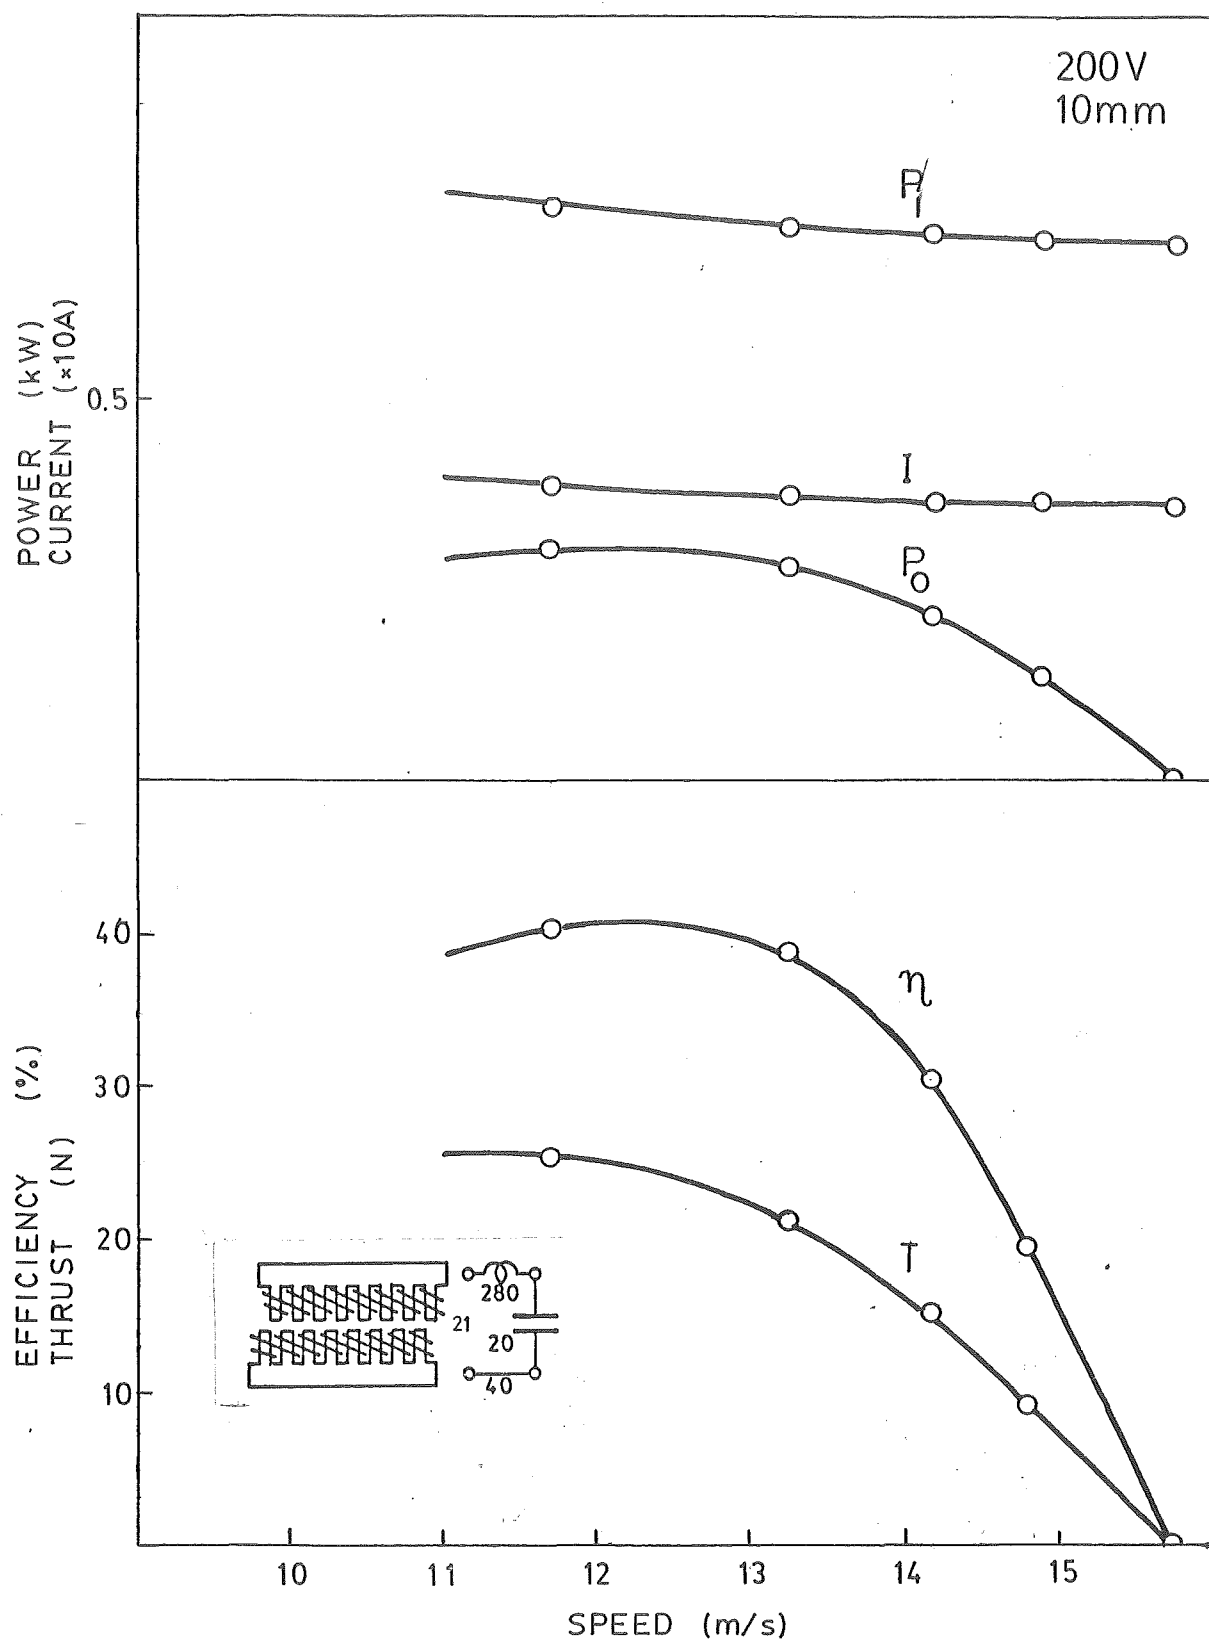 200V
10mm
P₁′
I
P₀
POWER (kW)
CURRENT (×10A)
0.5
40
30
20
10
η
T
EFFICIENCY (%)
THRUST (N)
280
21
20
40
10 11 12 13 14 15
SPEED (m/s)